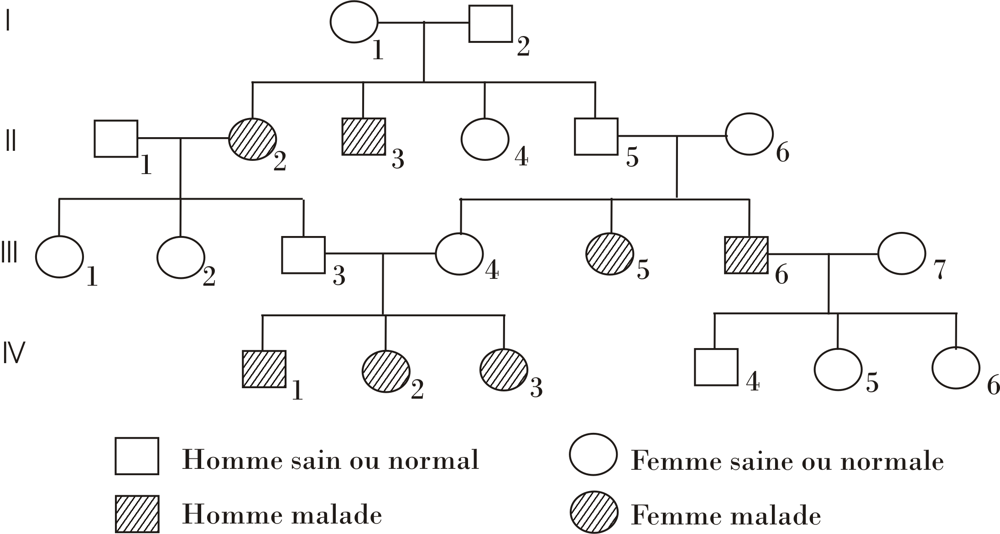 I
1 2
II
1 2 3 4 5 6
III
1 2 3 4 5 6 7
IV
1 2 3 4 5 6
Homme sain ou normal
Femme saine ou normale
Homme malade
Femme malade